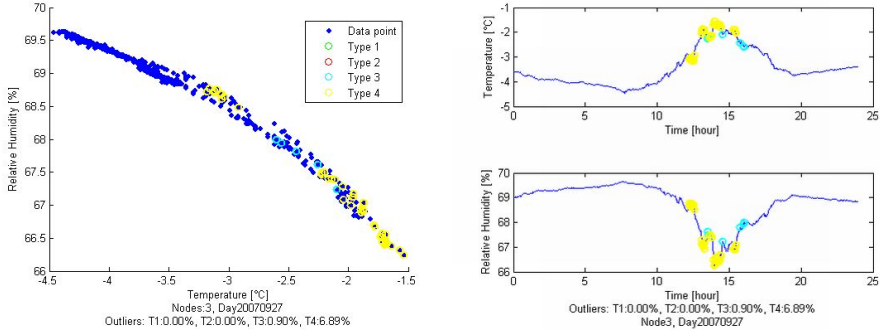 70
69.5
69
68.5
68
67.5
67
66.5
66
Relative Humidity [%]
Data point
Type 1
Type 2
Type 3
Type 4
-4.5 -4 -3.5 -3 -2.5 -2 -1.5
Temperature [°C]
Nodes:3, Day20070927
Outliers: T1:0.00%, T2:0.00%, T3:0.90%, T4:6.89%
-1
-2
-3
-4
-5
Temperature [°C]
0 5 10 15 20 25
Time [hour]
70
69
68
67
66
Relative Humidity [%]
0 5 10 15 20 25
Time [hour]
Outliers: T1:0.00%, T2:0.00%, T3:0.90%, T4:6.89%
Node3, Day20070927